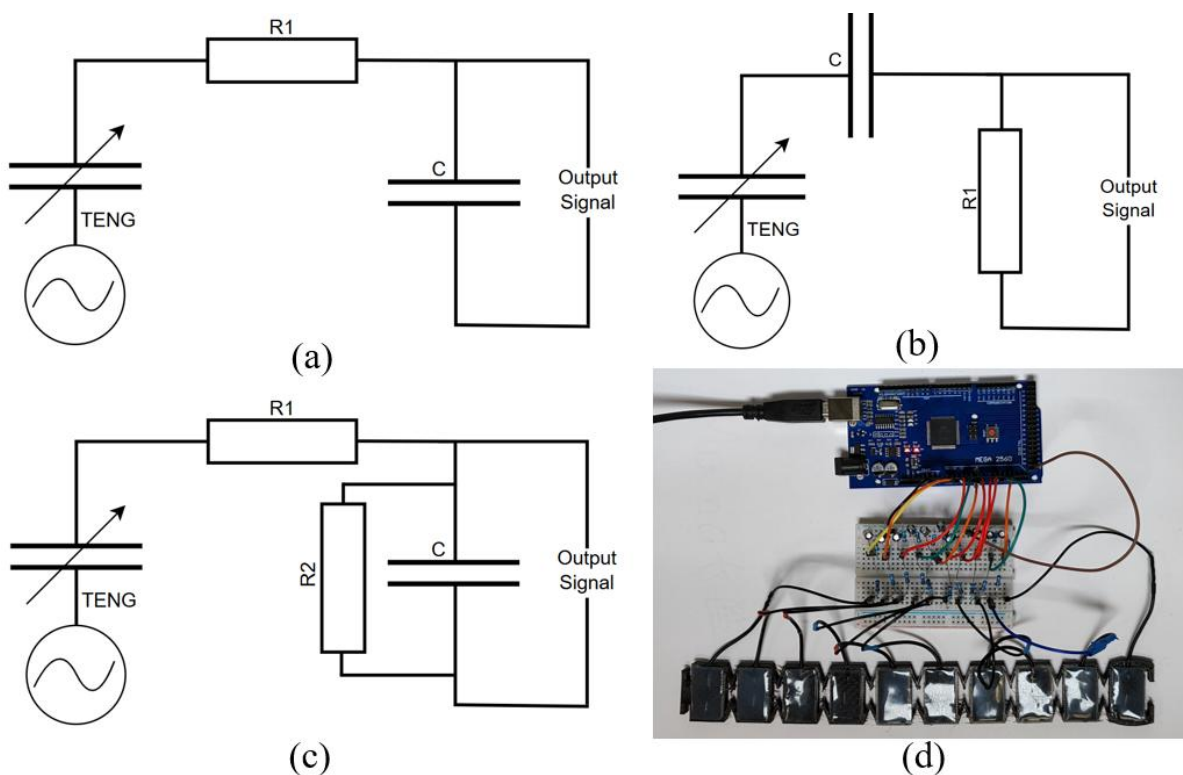 R1
C
TENG
Output
Signal
(a)
C
TENG
R1
Output
Signal
(b)
R1
R2
C
TENG
Output
Signal
(c)
MEGA 2560
(d)